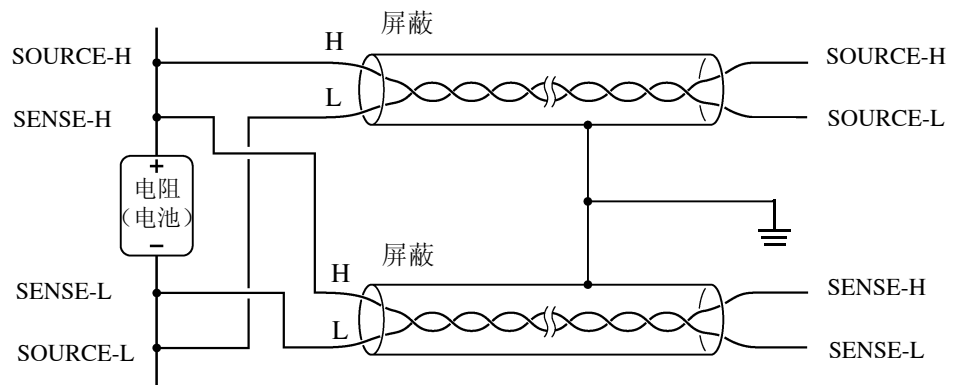 屏蔽
H
SOURCE-H
SOURCE-H
L
SENSE-H
SOURCE-L
+
电阻
（电池）
−
屏蔽
H
SENSE-L
SENSE-H
L
SOURCE-L
SENSE-L